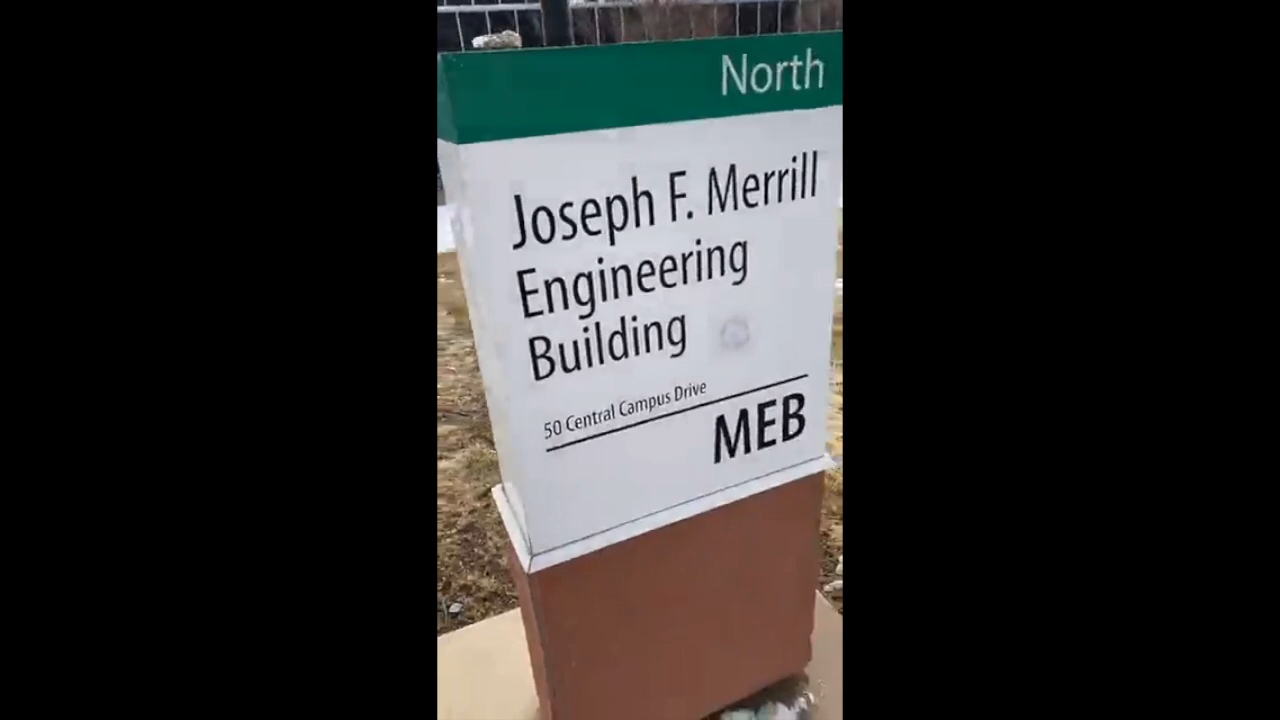 North
Joseph F. Merrill
Engineering
Building
50 Central Campus Drive
MEB